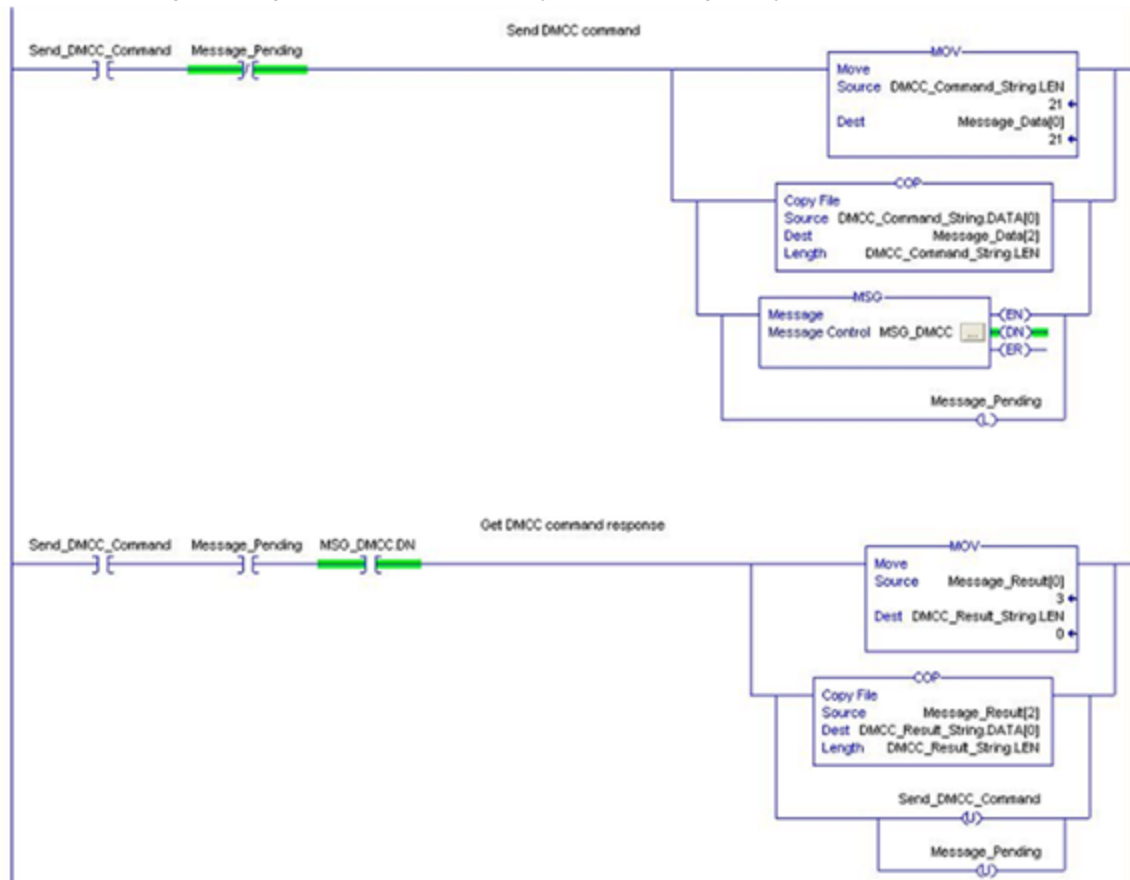 Send DMCC command
Send_DMCC_Command Message_Pending
MOV
Move
Source DMCC_Command_String.LEN
21
Dest Message_Data[0]
21
COP
Copy File
Source DMCC_Command_String.DATA[0]
Dest Message_Data[2]
Length DMCC_Command_String.LEN
MSG
Message
Message Control MSG_DMCC ...
EN
DN
ER
Message_Pending
L
Get DMCC command response
Send_DMCC_Command Message_Pending MSG_DMCC.DN
MOV
Move
Source Message_Result[0]
3
Dest DMCC_Result_String.LEN
0
COP
Copy File
Source Message_Result[2]
Dest DMCC_Result_String.DATA[0]
Length DMCC_Result_String.LEN
Send_DMCC_Command
U
Message_Pending
U